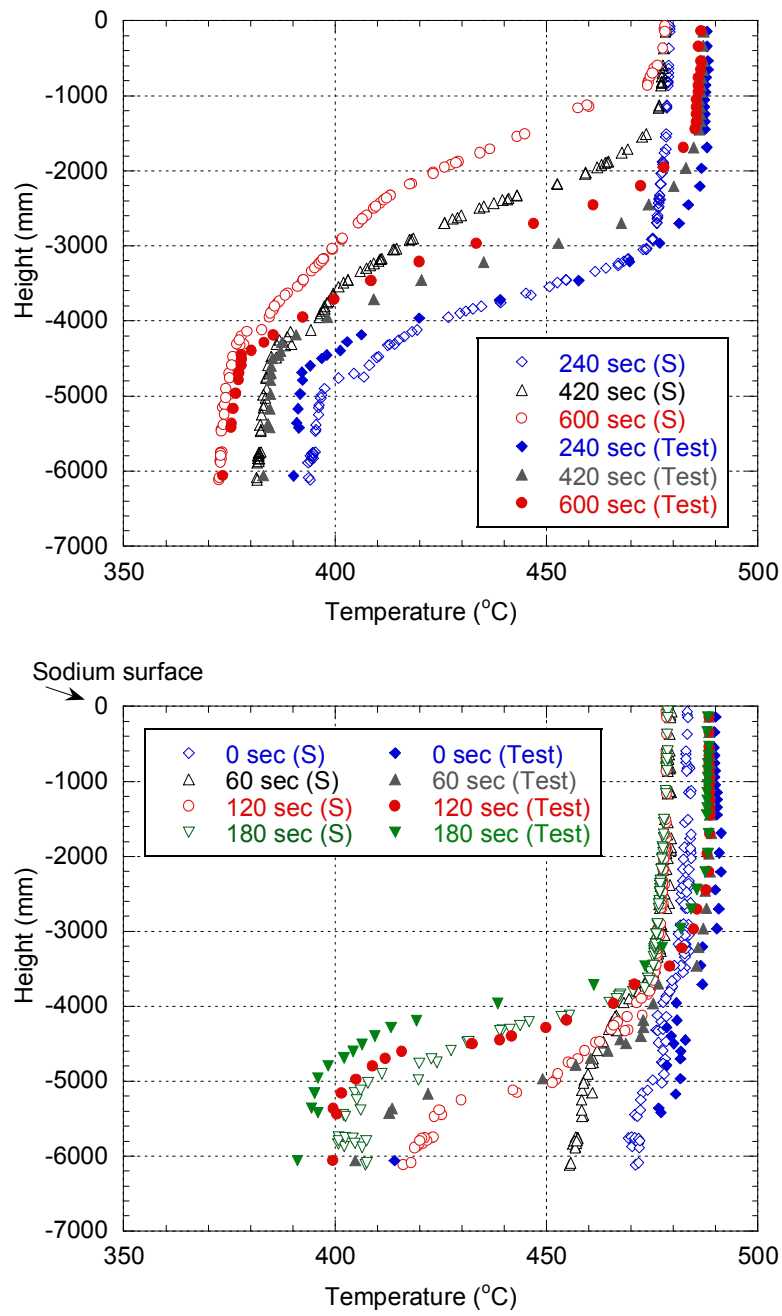 0
-1000
-2000
-3000
-4000
-5000
-6000
-7000
Height (mm)
240 sec (S)
420 sec (S)
600 sec (S)
240 sec (Test)
420 sec (Test)
600 sec (Test)
350 400 450 500
Temperature (°C)
Sodium surface
0
-1000
-2000
-3000
-4000
-5000
-6000
-7000
Height (mm)
0 sec (S) 0 sec (Test)
60 sec (S) 60 sec (Test)
120 sec (S) 120 sec (Test)
180 sec (S) 180 sec (Test)
350 400 450 500
Temperature (°C)